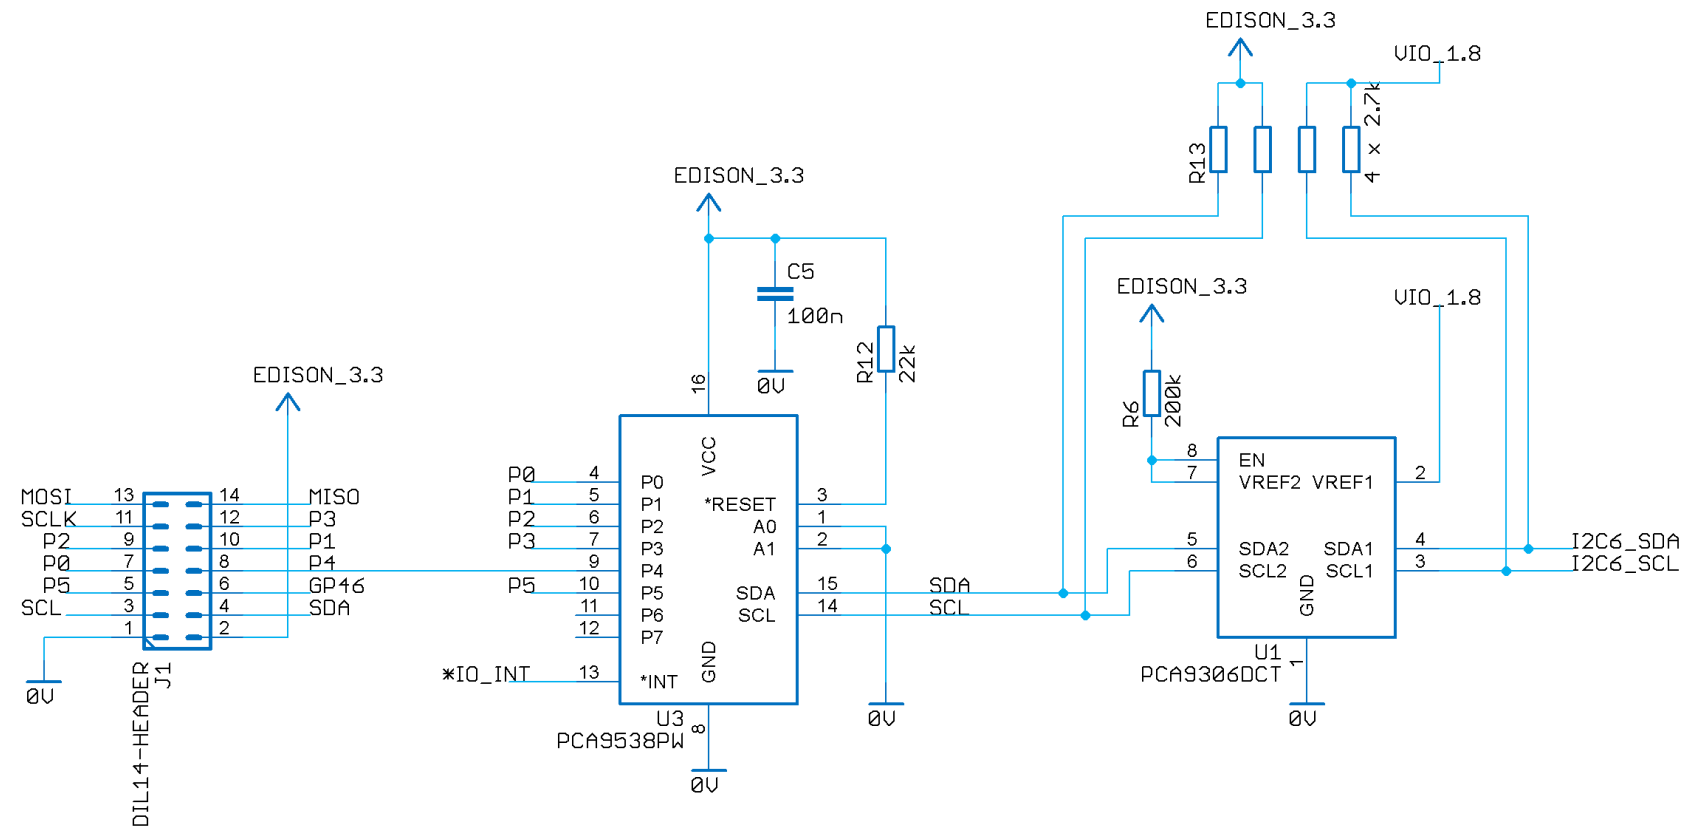 EDISON_3.3
VIO_1.8
R13
4 x 2.7k
EDISON_3.3
C5
100n
0V
R12
22k
EDISON_3.3
VIO_1.8
R6
200k
EDISON_3.3
MOSI 13 14 MISO
SCLK 11 12 P3
P2 9 10 P1
P0 7 8 P4
P5 5 6 GP46
SCL 3 4 SDA
1 2
0V
J1
DIL14-HEADER
16
VCC
P0 4 P0
P1 5 P1
P2 6 P2
P3 7 P3
9 P4
P5 10 P5
11 P6
12 P7
*IO_INT 13 *INT
*RESET 3
A0 1
A1 2
SDA 15 SDA
SCL 14 SCL
GND
8
U3
PCA9538PW
0V
0V
8 EN
7 VREF2 VREF1 2
5 SDA2 SDA1 4 I2C6_SDA
6 SCL2 SCL1 3 I2C6_SCL
GND
1
U1
PCA9306DCT
0V